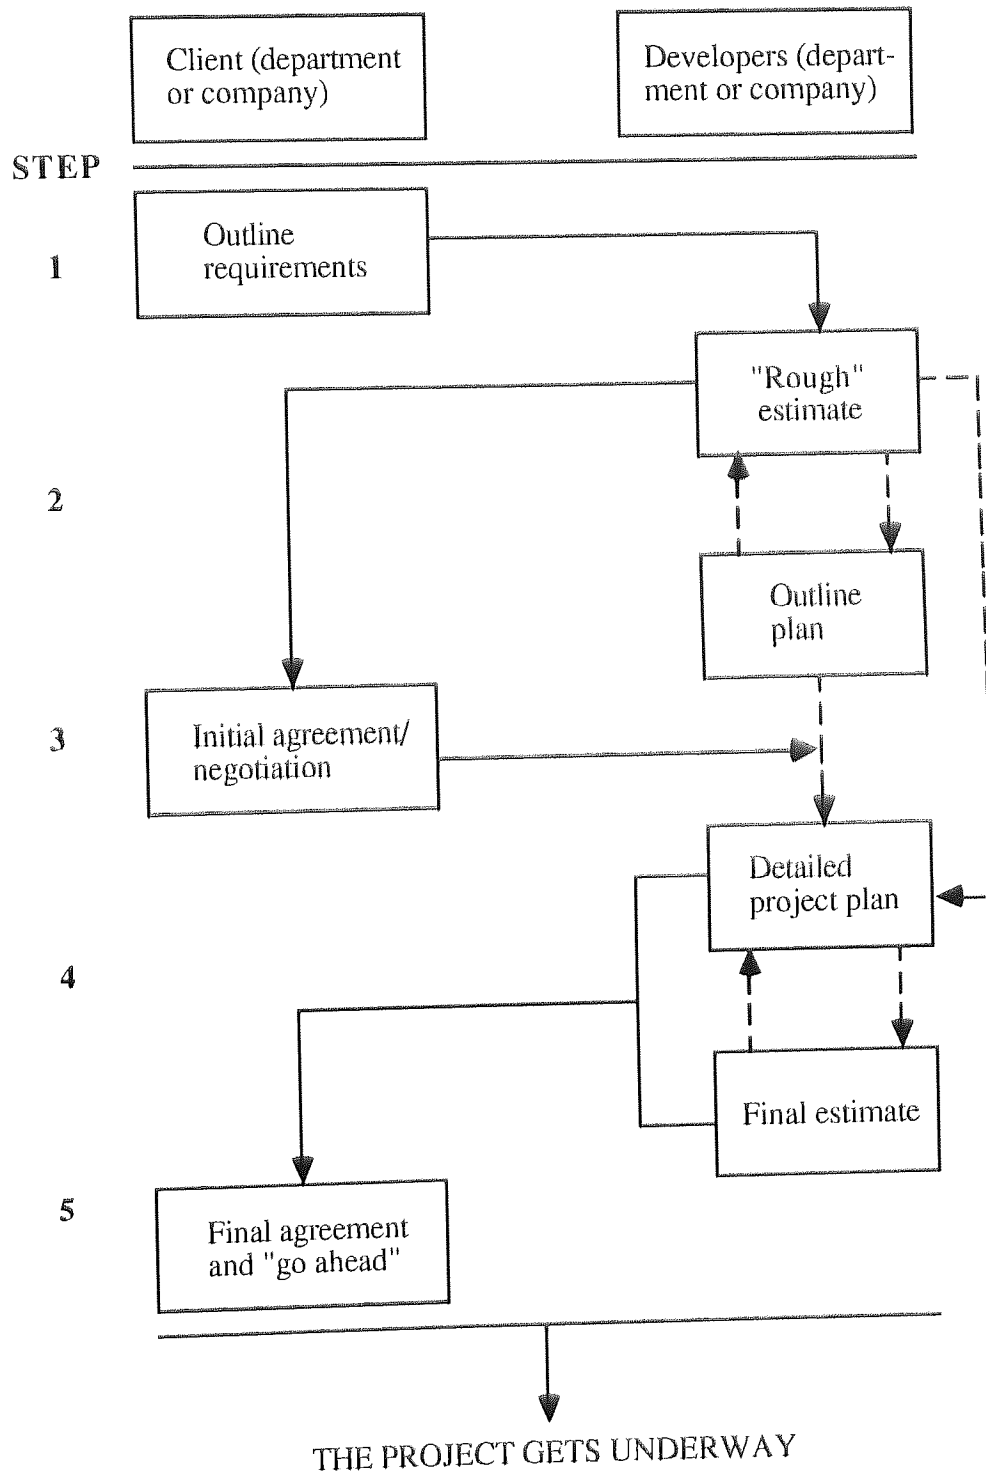 Client (department
or company)
Developers (depart-
ment or company)
STEP
1
Outline
requirements
"Rough"
estimate
2
Outline
plan
3
Initial agreement/
negotiation
Detailed
project plan
4
Final estimate
5
Final agreement
and "go ahead"
THE PROJECT GETS UNDERWAY